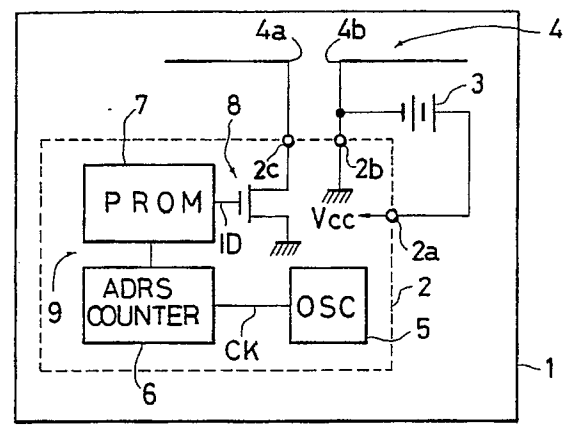 4a 4b 4
3
7 8
2c 2b
PROM
ID
Vcc
2a
9
ADRS COUNTER
OSC
2
CK
5
6
1